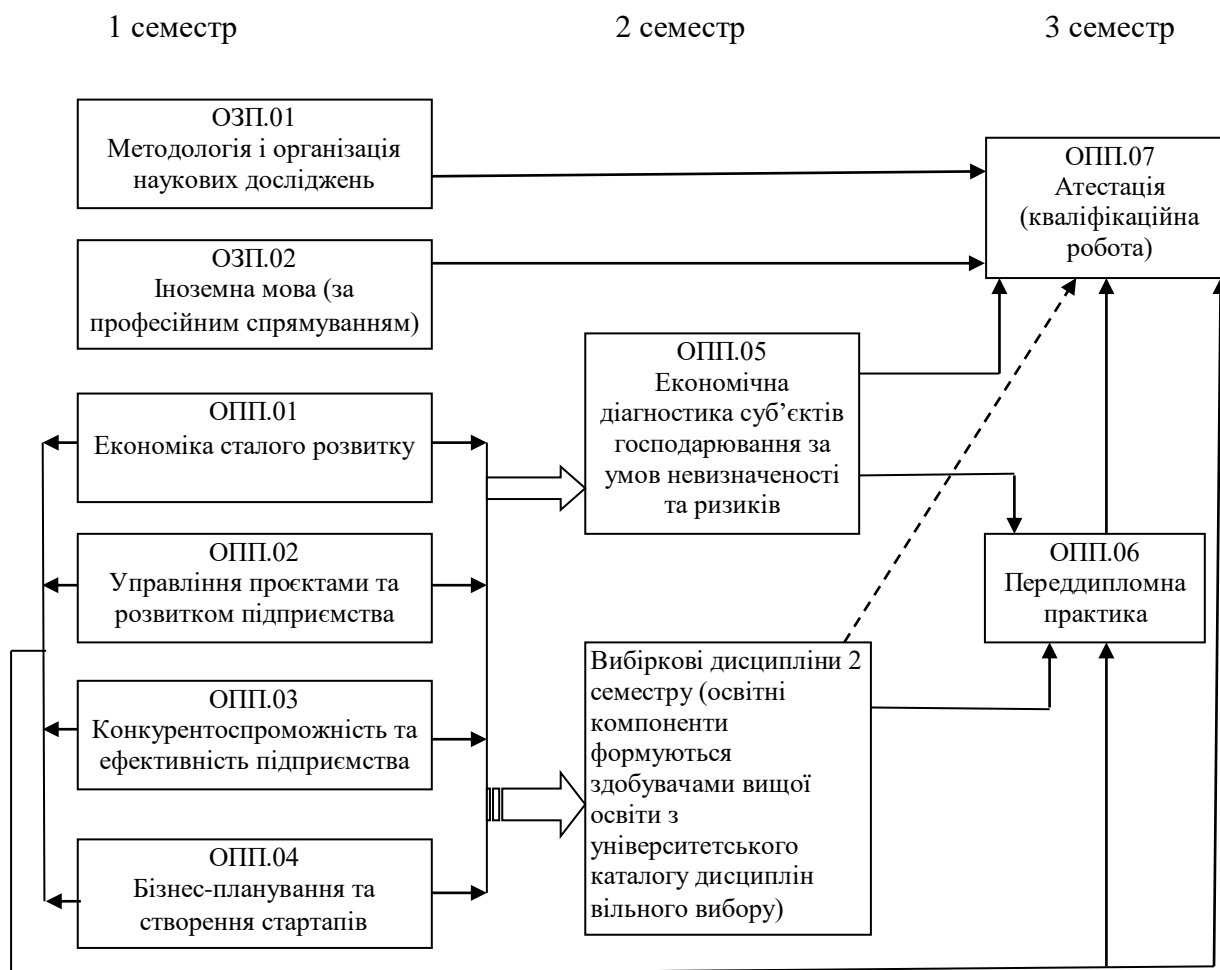 1 семестр
2 семестр
3 семестр
ОЗП.01
Методологія і організація
наукових досліджень
ОЗП.02
Іноземна мова (за
професійним спрямуванням)
ОПП.01
Економіка сталого розвитку
ОПП.02
Управління проєктами та
розвитком підприємства
ОПП.03
Конкурентоспроможність та
ефективність підприємства
ОПП.04
Бізнес-планування та
створення стартапів
ОПП.05
Економічна
діагностика суб’єктів
господарювання за
умов невизначеності
та ризиків
Вибіркові дисципліни 2
семестру (освітні
компоненти
формуються
здобувачами вищої
освіти з
університетського
каталогу дисциплін
вільного вибору)
ОПП.07
Атестація
(кваліфікаційна
робота)
ОПП.06
Переддипломна
практика